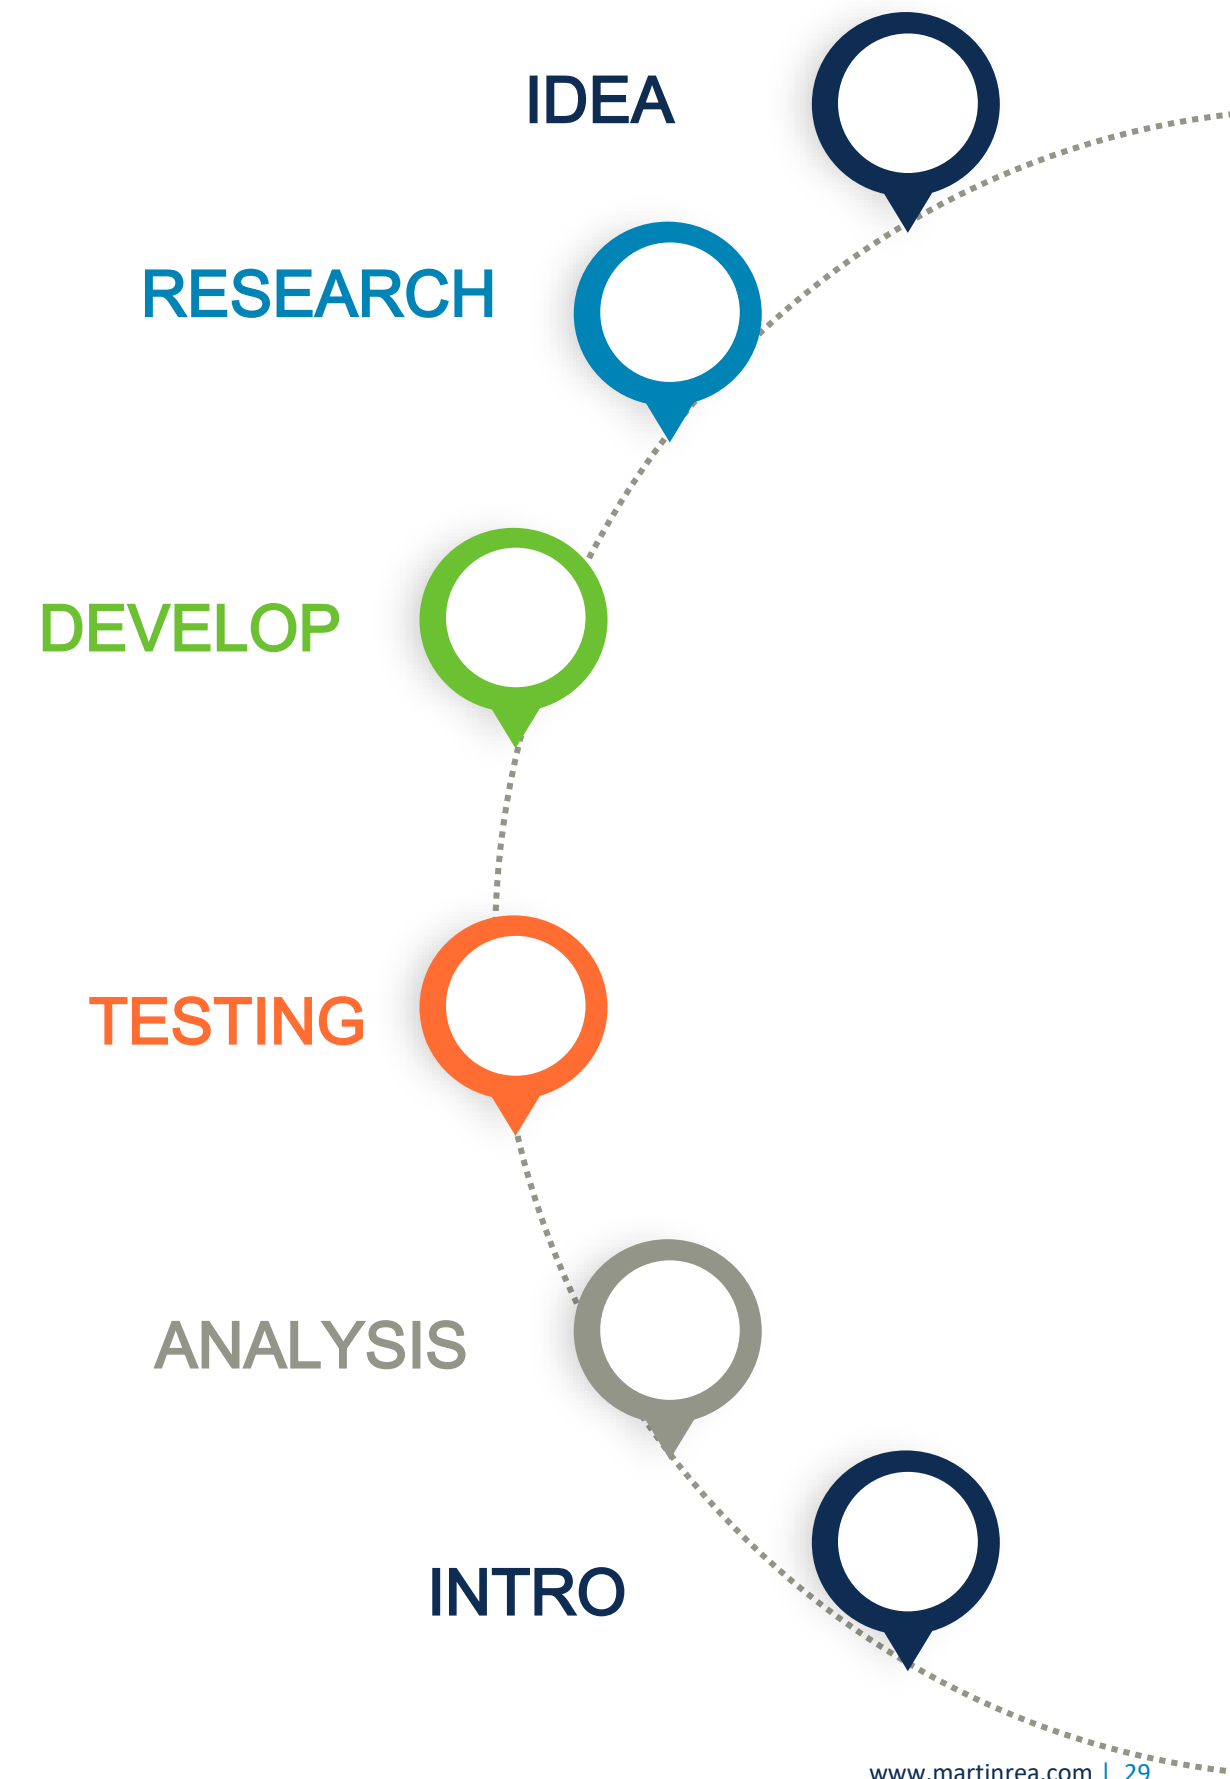 IDEA
RESEARCH
DEVELOP
TESTING
ANALYSIS
INTRO
www.martinrea.com | 29